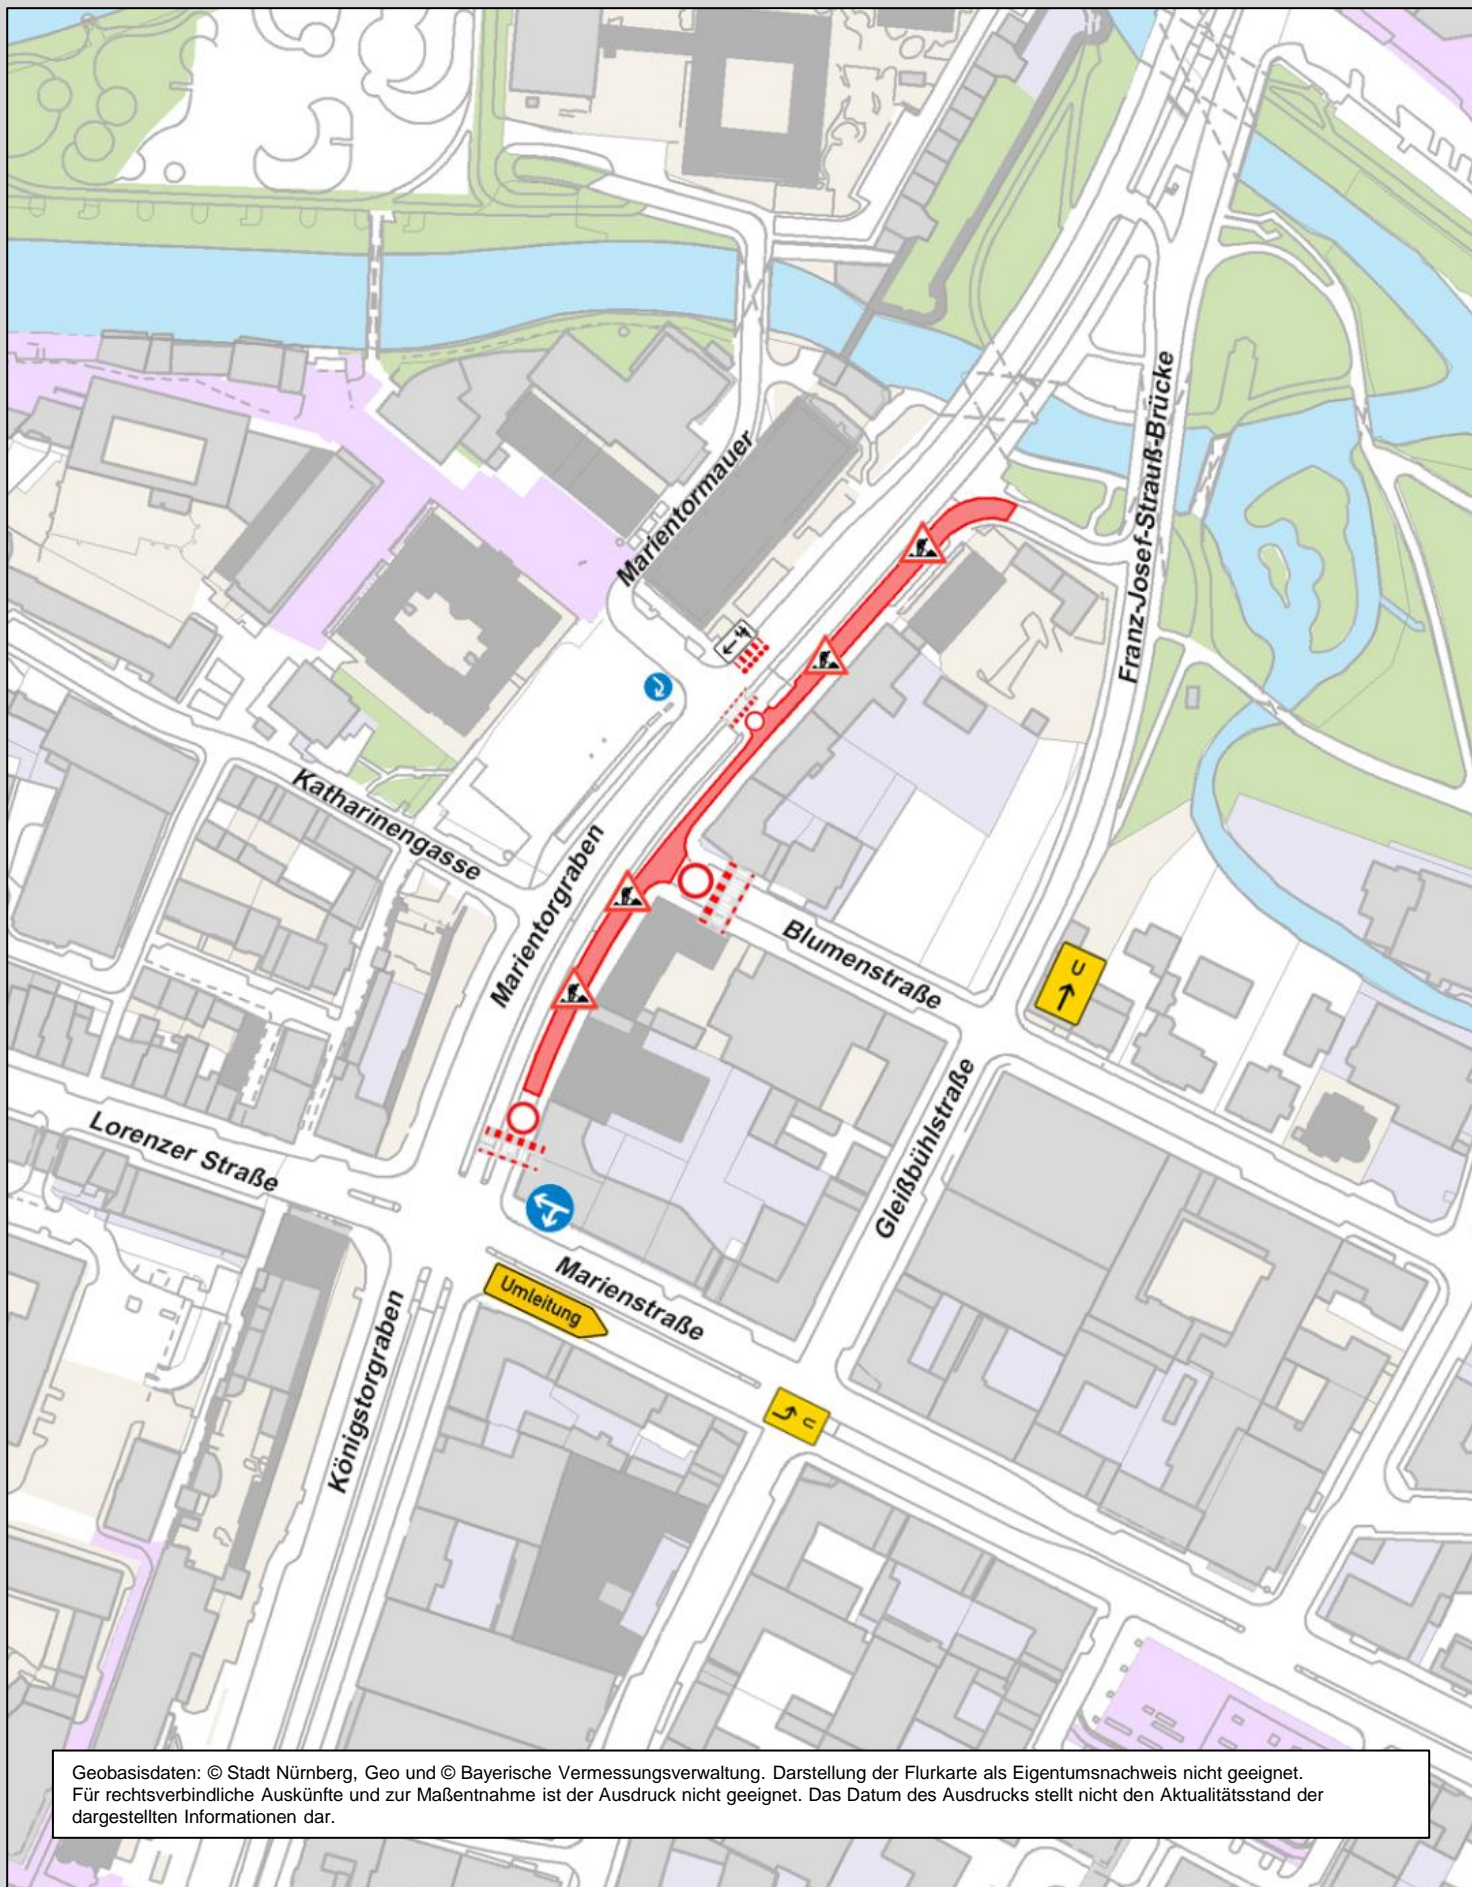 Franz-Josef-Strauß-Brücke
Marientormauer
Katharinengasse
Marientorgraben
Blumenstraße
U
Gleißbühlstraße
Lorenzer Straße
Marienstraße
Umleitung
Königstorgraben
U
Geobasisdaten: © Stadt Nürnberg, Geo und © Bayerische Vermessungsverwaltung. Darstellung der Flurkarte als Eigentumsnachweis nicht geeignet.
Für rechtsverbindliche Auskünfte und zur Maßentnahme ist der Ausdruck nicht geeignet. Das Datum des Ausdrucks stellt nicht den Aktualitätsstand der
dargestellten Informationen dar.